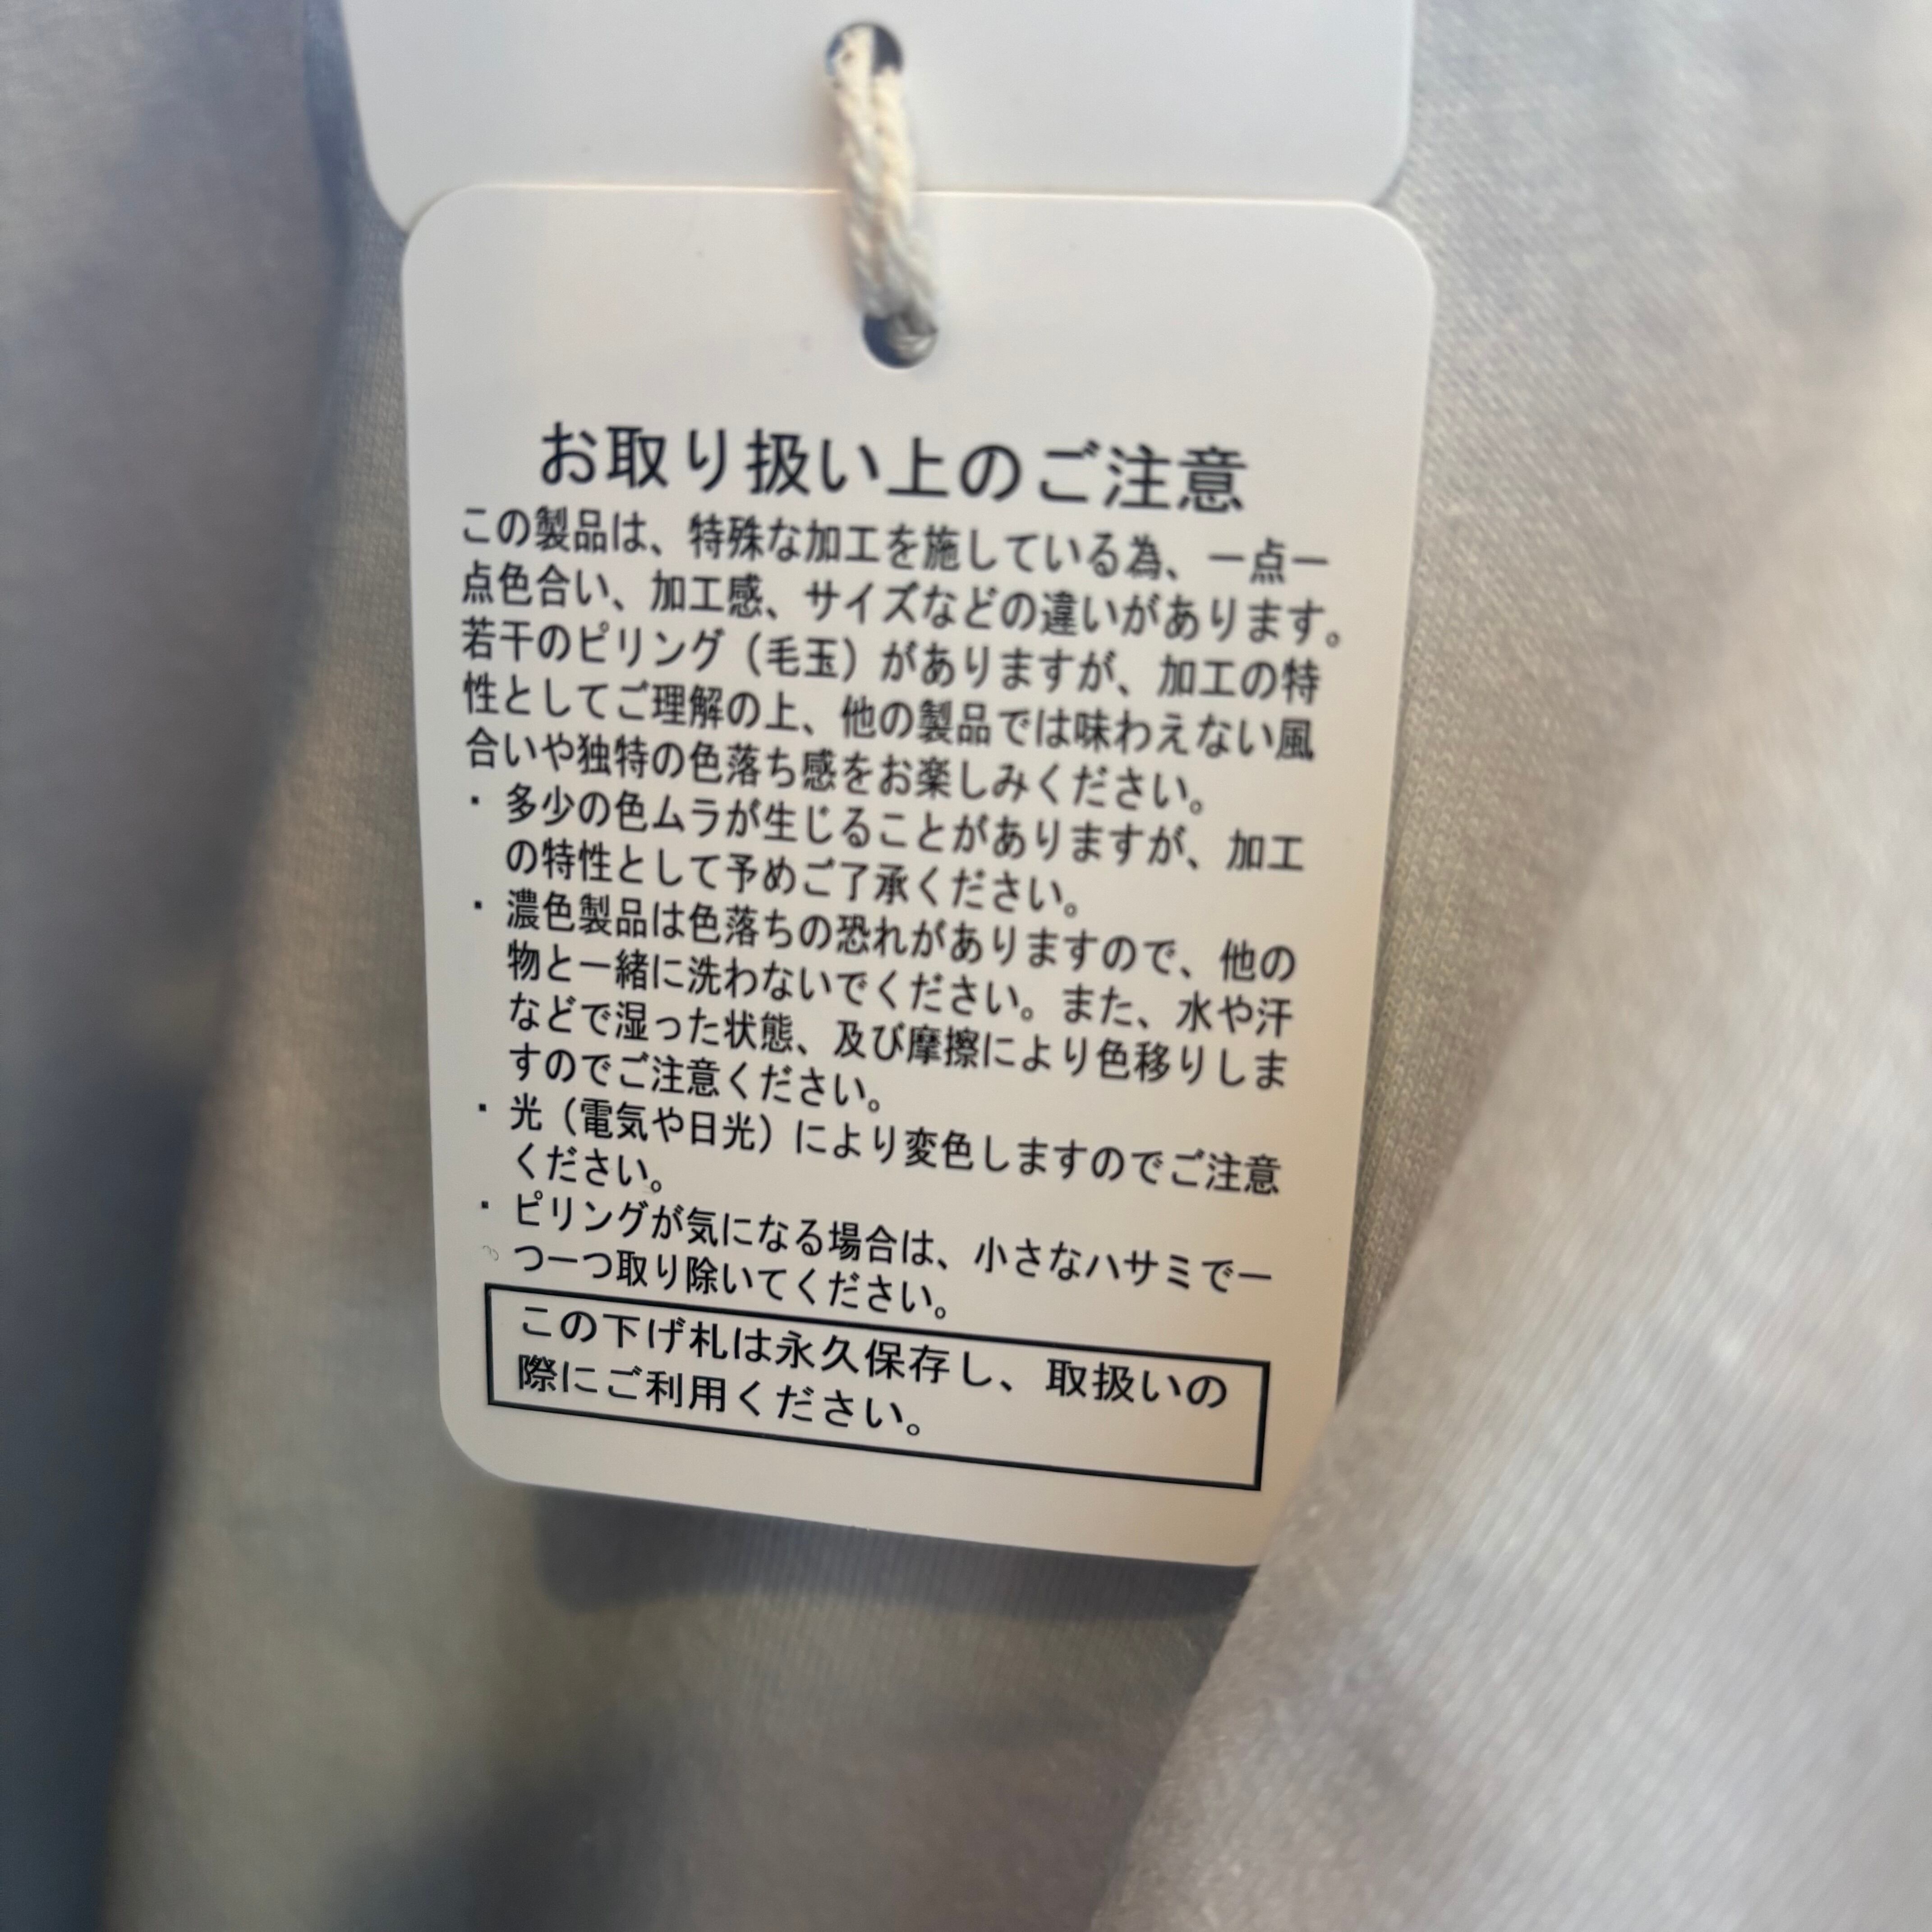 お取り扱い上のご注意
この製品は、特殊な加工を施している為、一点一
点色合い、加工感、サイズなどの違いがあります。
若干のピリング（毛玉）がありますが、加工の特
性としてご理解の上、他の製品では味わえない風
合いや独特の色落ち感をお楽しみください。
・多少の色ムラが生じることがありますが、加工
の特性として予めご了承ください。
・濃色製品は色落ちの恐れがありますので、他の
物と一緒に洗わないでください。また、水や汗
などで湿った状態、及び摩擦により色移りしま
すのでご注意ください。
・光（電気や日光）により変色しますのでご注意
ください。
・ピリングが気になる場合は、小さなハサミで一
つ一つ取り除いてください。
この下げ札は永久保存し、取扱いの
際にご利用ください。